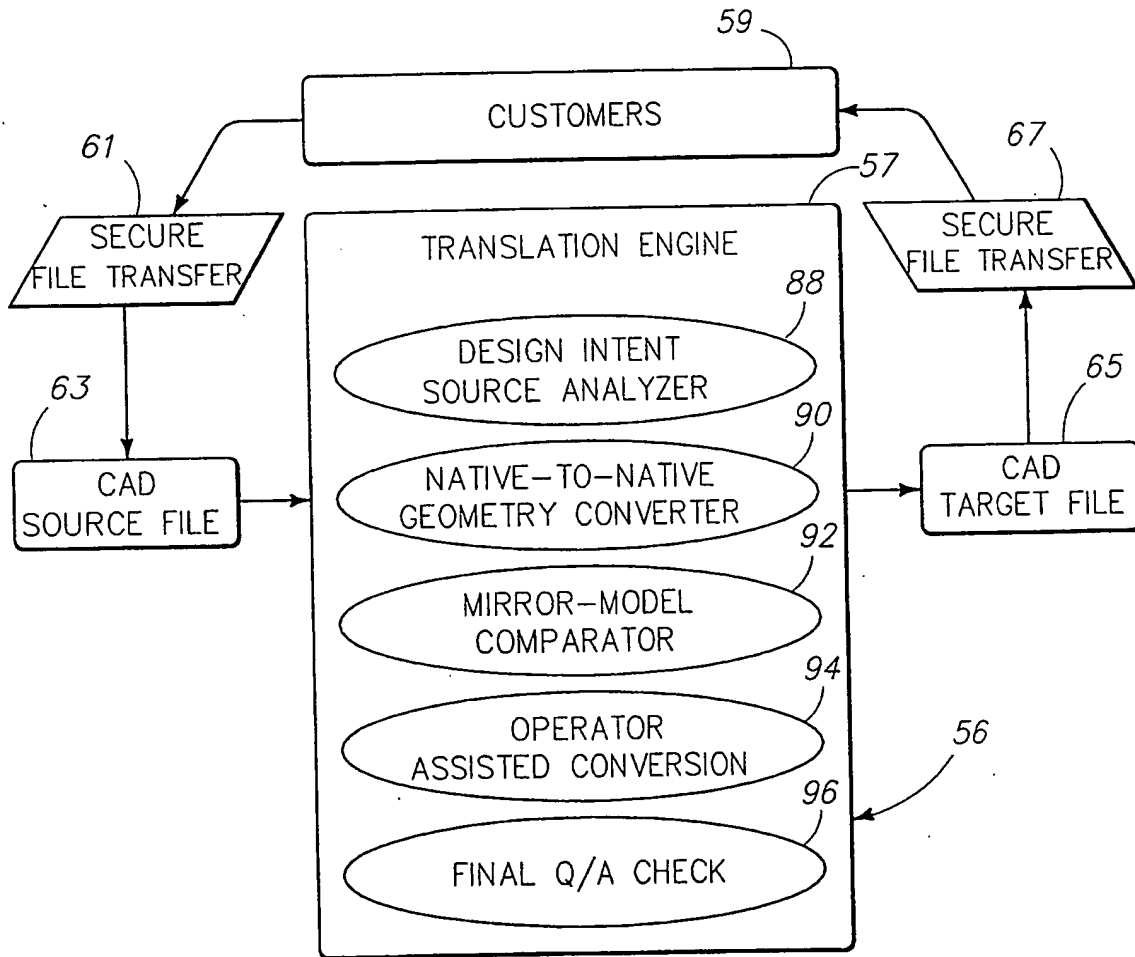 59
CUSTOMERS
61
SECURE
FILE TRANSFER
67
SECURE
FILE TRANSFER
57
TRANSLATION ENGINE
88
DESIGN INTENT
SOURCE ANALYZER
63
CAD
SOURCE FILE
90
NATIVE-TO-NATIVE
GEOMETRY CONVERTER
65
CAD
TARGET FILE
92
MIRROR-MODEL
COMPARATOR
94
OPERATOR
ASSISTED CONVERSION
56
96
FINAL Q/A CHECK